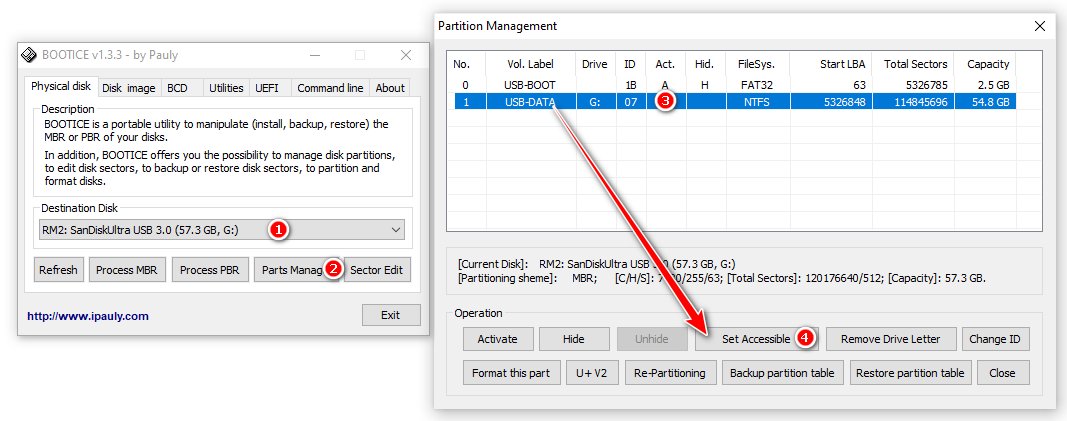 BOOTICE v1.3.3 - by Pauly
Physical disk Disk image BCD Utilities UEFI Command line About
Description
BOOTICE is a portable utility to manipulate (install, backup, restore) the
MBR or PBR of your disks.
In addition, BOOTICE offers you the possibility to manage disk partitions,
to edit disk sectors, to backup or restore disk sectors, to partition and
format disks.
Destination Disk
RM2: SanDiskUltra USB 3.0 (57.3 GB, G:) 1
Refresh Process MBR Process PBR Parts Manag 2 Sector Edit
http://www.ipauly.com Exit
Partition Management
No. Vol. Label Drive ID Act. Hid. FileSys. Start LBA Total Sectors Capacity
0 USB-BOOT 1B A H FAT32 63 5326785 2.5 GB
1 USB-DATA G: 07 3 NTFS 5326848 114845696 54.8 GB
[Current Disk]: RM2: SanDiskUltra USB 3.0 (57.3 GB, G:)
[Partitioning sheme]: MBR; [C/H/S]: /255/63; [Total Sectors]: 120176640/512; [Capacity]: 57.3 GB.
Operation
Activate Hide Unhide Set Accessible 4 Remove Drive Letter Change ID
Format this part U+ V2 Re-Partitioning Backup partition table Restore partition table Close